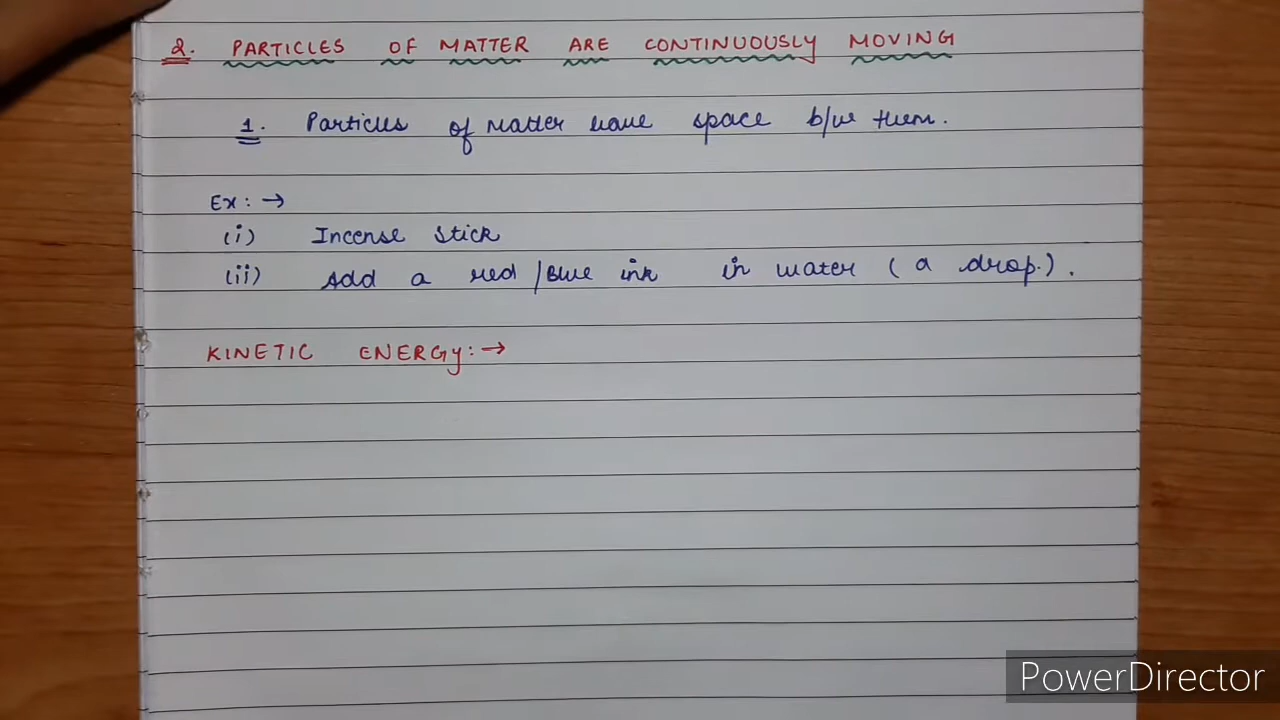 2. PARTICLES OF MATTER ARE CONTINUOUSLY MOVING
1. Particles of Matter have space b/w them.
Ex: →
(i) Incense Stick
(ii) Add a red/Blue ink in water (a drop.).
KINETIC ENERGY: →
PowerDirector